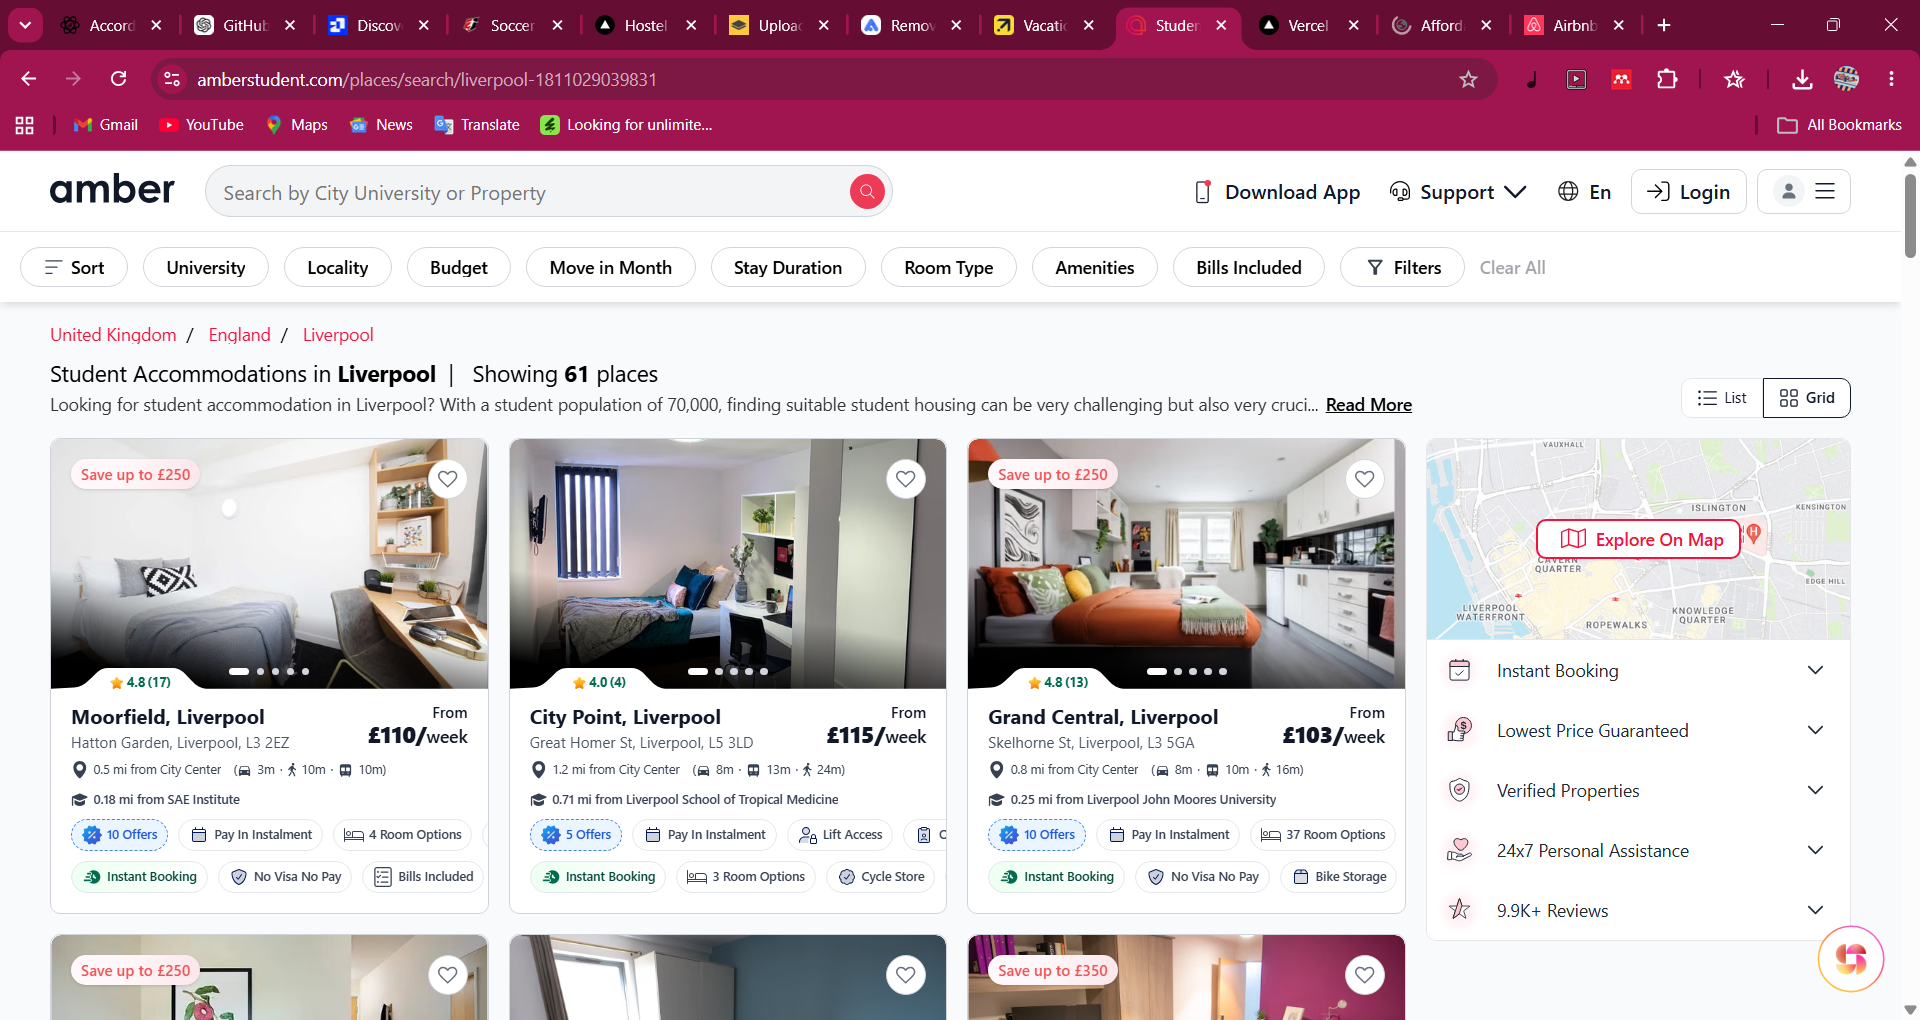 Accord
GitHub
Discov
Soccer
Hostel
Upload
Remov
Vacatio
Studen
Vercel
Afford
Airbnb
amberstudent.com/places/search/liverpool-1811029039831
Gmail
YouTube
Maps
News
Translate
Looking for unlimite...
All Bookmarks
amber
Search by City University or Property
Download App
Support
En
Login
Sort
University
Locality
Budget
Move in Month
Stay Duration
Room Type
Amenities
Bills Included
Filters
Clear All
United Kingdom / England / Liverpool
Student Accommodations in Liverpool | Showing 61 places
Looking for student accommodation in Liverpool? With a student population of 70,000, finding suitable student housing can be very challenging but also very cruci... Read More
List
Grid
Save up to £250
4.8 (17)
Moorfield, Liverpool
From
£110/week
Hatton Garden, Liverpool, L3 2EZ
0.5 mi from City Center ( 3m · 10m · 10m)
0.18 mi from SAE Institute
10 Offers
Pay In Instalment
4 Room Options
Instant Booking
No Visa No Pay
Bills Included
4.0 (4)
City Point, Liverpool
From
£115/week
Great Homer St, Liverpool, L5 3LD
1.2 mi from City Center ( 8m · 13m · 24m)
0.71 mi from Liverpool School of Tropical Medicine
5 Offers
Pay In Instalment
Lift Access
C
Instant Booking
3 Room Options
Cycle Store
Save up to £250
4.8 (13)
Grand Central, Liverpool
From
£103/week
Skelhorne St, Liverpool, L3 5GA
0.8 mi from City Center ( 8m · 10m · 16m)
0.25 mi from Liverpool John Moores University
10 Offers
Pay In Instalment
37 Room Options
Instant Booking
No Visa No Pay
Bike Storage
VAUXHALL
ISLINGTON
KENSINGTON
Explore On Map
CAVERN
QUARTER
EDGE HILL
LIVERPOOL
WATERFRONT
KNOWLEDGE
QUARTER
ROPEWALKS
Instant Booking
Lowest Price Guaranteed
Verified Properties
24x7 Personal Assistance
9.9K+ Reviews
Save up to £250
Save up to £350